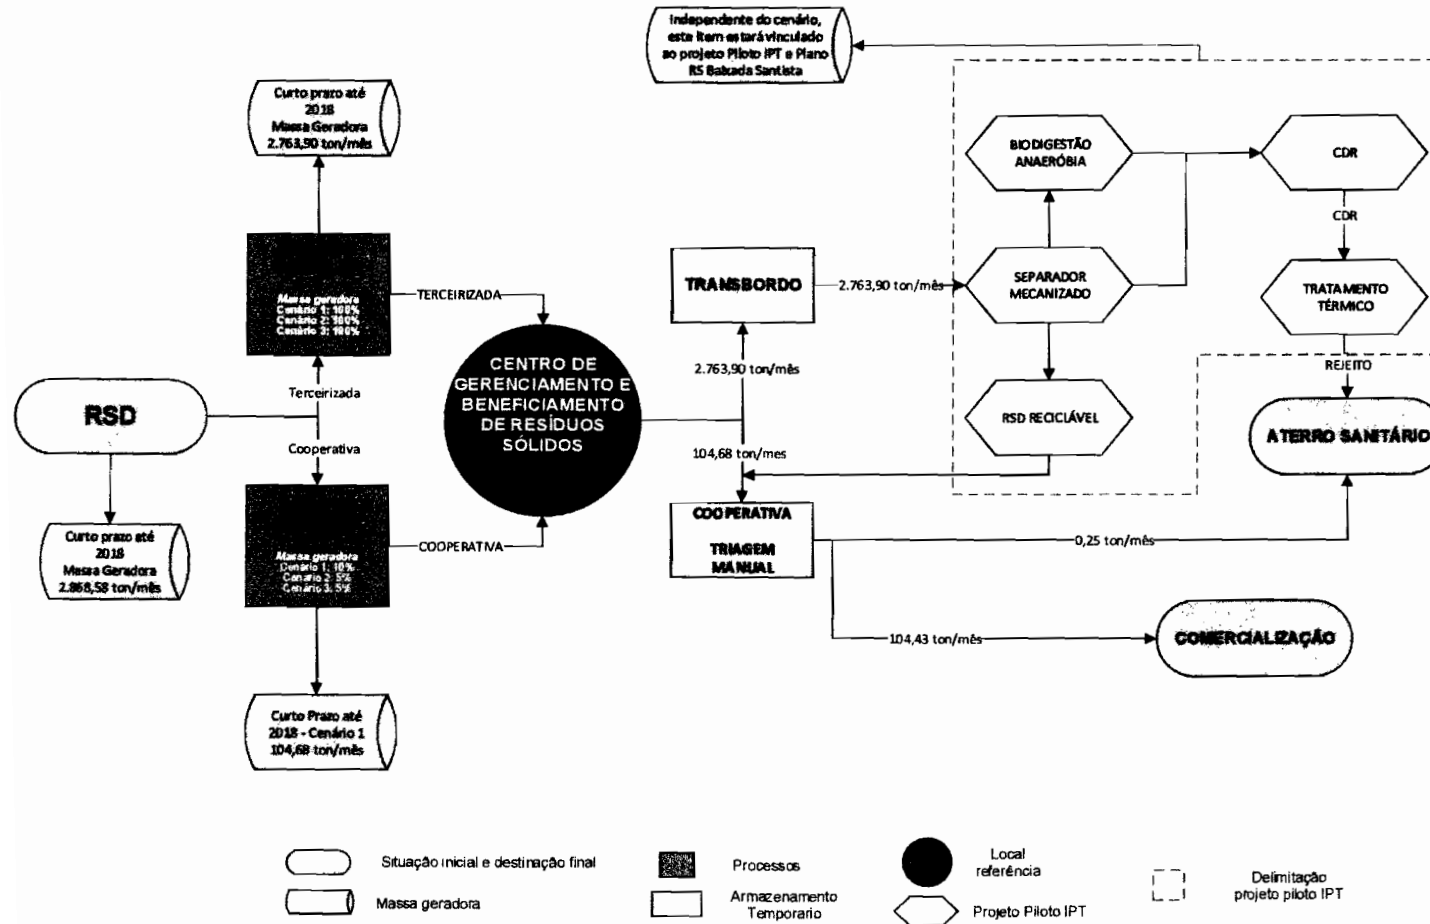 Independente do cenário,
este item estará vinculado
ao projeto Piloto IPT e Plano
RS Baixada Santista
Curto prazo até
2018
Massa Geradora
2.763,90 ton/mês
BIODIGESTÃO
ANAERÓBIA
CDR
CDR
Massa geradora
Cenário 1: 100%
Cenário 2: 100%
Cenário 3: 100%
TERCEIRIZADA
TRANSBORDO
2.763,90 ton/mês
SEPARADOR
MECANIZADO
TRATAMENTO
TÉRMICO
CENTRO DE
GERENCIAMENTO E
BENEFICIAMENTO
DE RESÍDUOS
SÓLIDOS
2.763,90 ton/mês
REJEITO
Terceirizada
RSD
Cooperativa
RSD RECICLÁVEL
ATERRO SANITÁRIO
104,68 ton/mes
Curto prazo até
2018
Massa Geradora
2.868,58 ton/mês
Massa geradora
Cenário 1: 10%
Cenário 2: 5%
Cenário 3: 5%
COOPERATIVA
COOPERATIVA
TRIAGEM
MANUAL
0,25 ton/mês
104,43 ton/mês
COMERCIALIZAÇÃO
Curto Prazo até
2018 - Cenário 1
104,68 ton/mês
Situação inicial e destinação final
Massa geradora
Processos
Armazenamento
Temporario
Local
referência
Projeto Piloto IPT
Delimitação
projeto piloto IPT